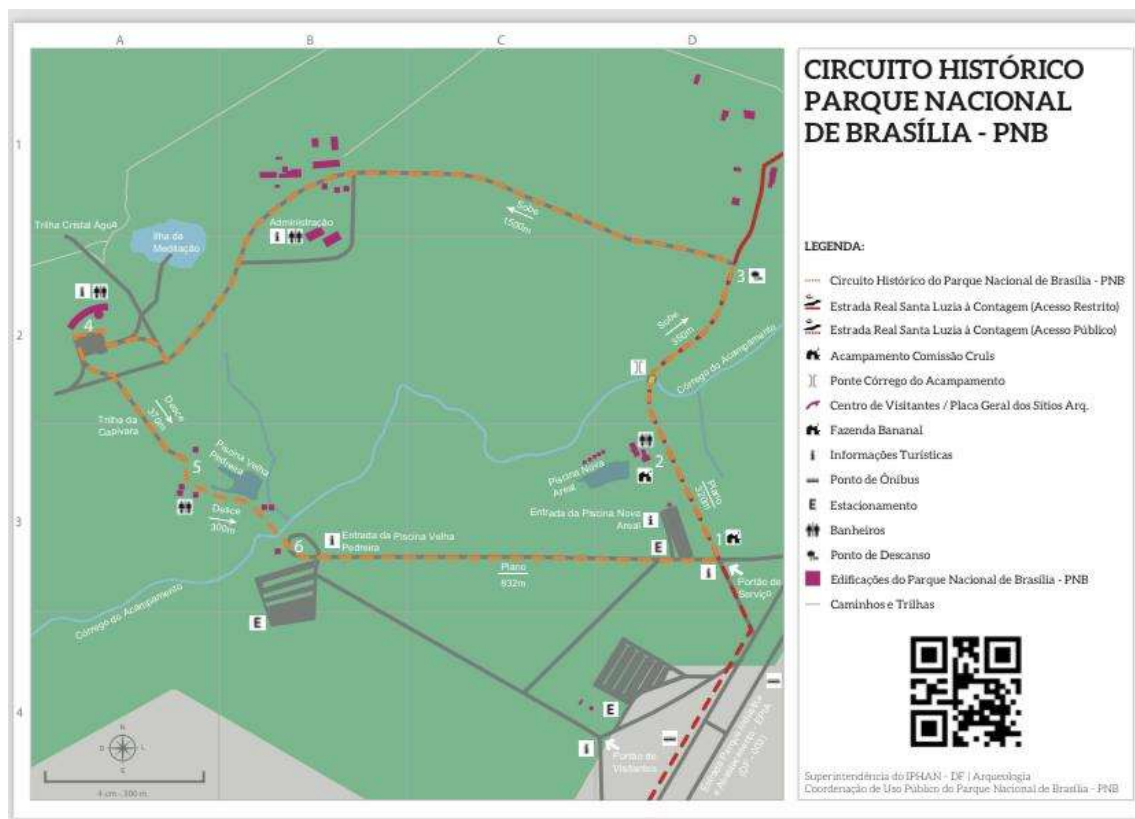 A B C D
CIRCUITO HISTÓRICO
PARQUE NACIONAL
DE BRASÍLIA - PNB
1
Administração
Sobe
1500m
Trilha Cristal Água
Ilha da
Meditação
3
LEGENDA:
Circuito Histórico do Parque Nacional de Brasília - PNB
Estrada Real Santa Luzia à Contagem (Acesso Restrito)
Estrada Real Santa Luzia à Contagem (Acesso Público)
Acampamento Comissão Cruls
Ponte Córrego do Acampamento
Centro de Visitantes / Placa Geral dos Sítios Arq.
Fazenda Bananal
Informações Turísticas
Ponto de Ônibus
E Estacionamento
Banheiros
Ponto de Descanso
Edificações do Parque Nacional de Brasília - PNB
Caminhos e Trilhas
4
2
Sobe
350m
Córrego do Acampamento
Desce
370m
Trilha da
Capivara
5
Piscina Velha
Pedreira
Desce
300m
Piscina Nova
Areal
2
Plano
320m
3
Entrada da Piscina Nova
Areal
E
1
6
Entrada da Piscina Velha
Pedreira
Plano
832m
Portão de
Serviço
Córrego do Acampamento
E
4
E
Portão de
Visitantes
N
4 cm - 300 m
Superintendência do IPHAN - DF | Arqueologia
Coordenação de Uso Público do Parque Nacional de Brasília - PNB